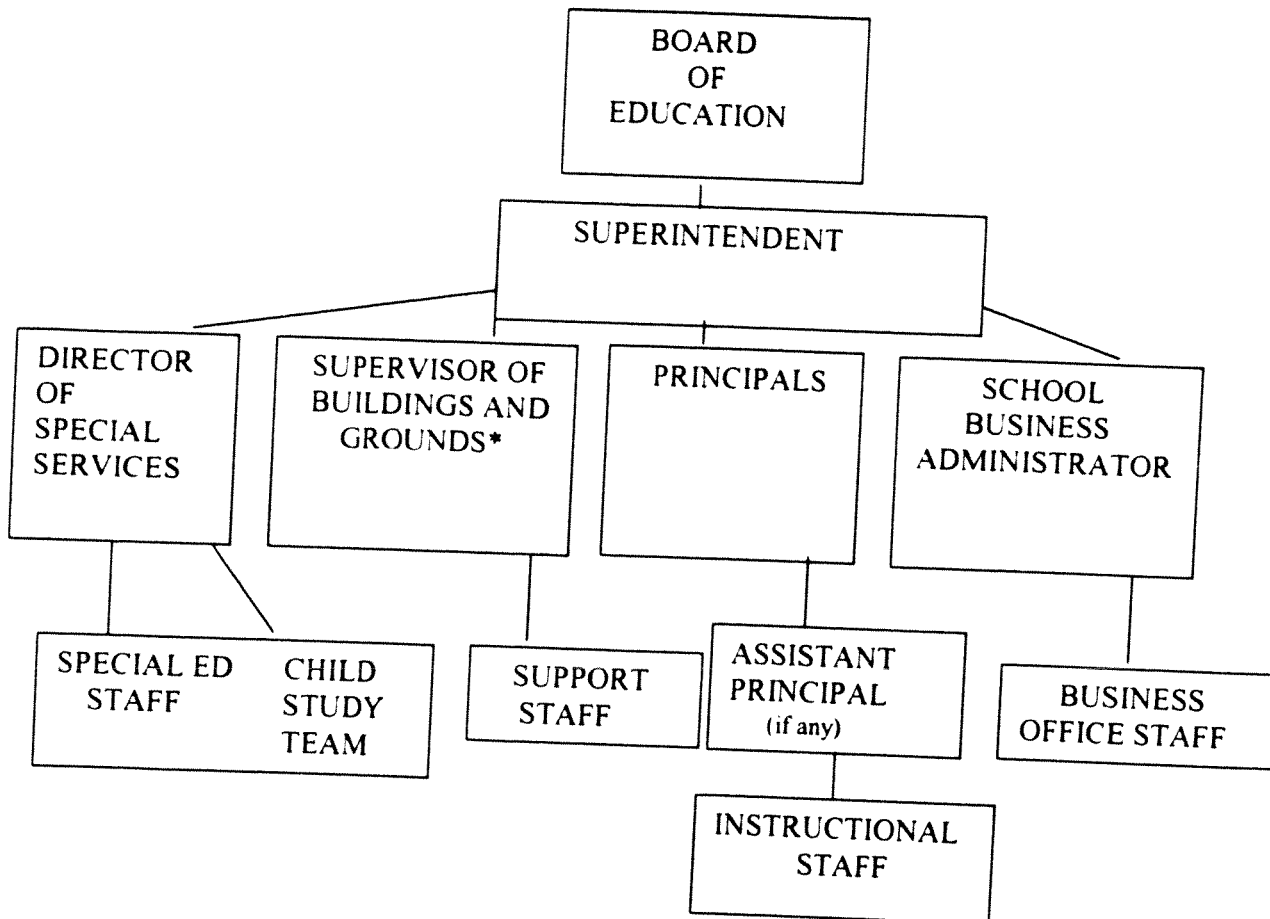 BOARD
OF
EDUCATION
SUPERINTENDENT
DIRECTOR
OF
SPECIAL
SERVICES
SUPERVISOR OF
BUILDINGS AND
GROUNDS*
PRINCIPALS
SCHOOL
BUSINESS
ADMINISTRATOR
SPECIAL ED
STAFF
CHILD
STUDY
TEAM
SUPPORT
STAFF
ASSISTANT
PRINCIPAL
(if any)
BUSINESS
OFFICE STAFF
INSTRUCTIONAL
STAFF